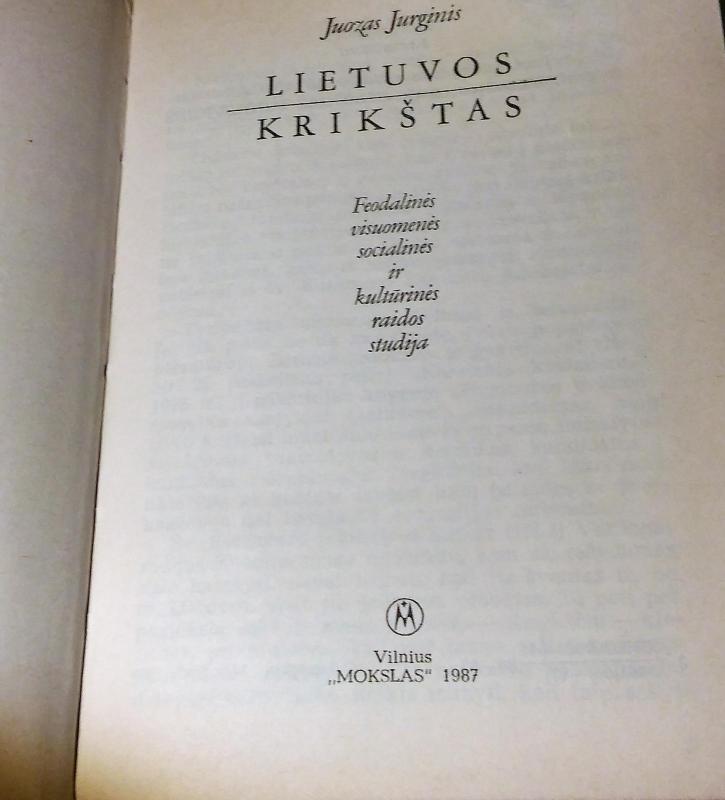 Juozas Jurginis
LIETUVOS
KRIKŠTAS
Feodalinės
visuomenės
socialinės
ir
kultūrinės
raidos
studija
M
Vilnius
„MOKSLAS“ 1987